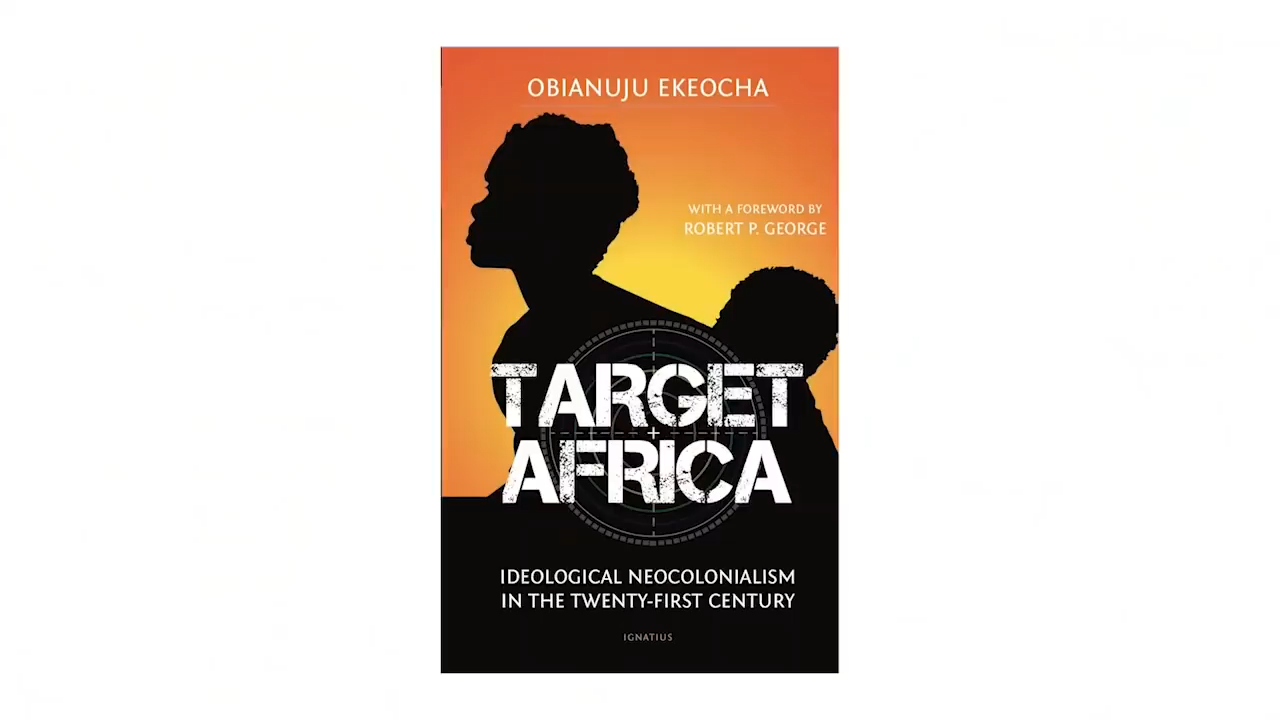 OBIANUJU EKEOCHA
WITH A FOREWORD BY
ROBERT P. GEORGE
TARGET
AFRICA
IDEOLOGICAL NEOCOLONIALISM
IN THE TWENTY-FIRST CENTURY
IGNATIUS